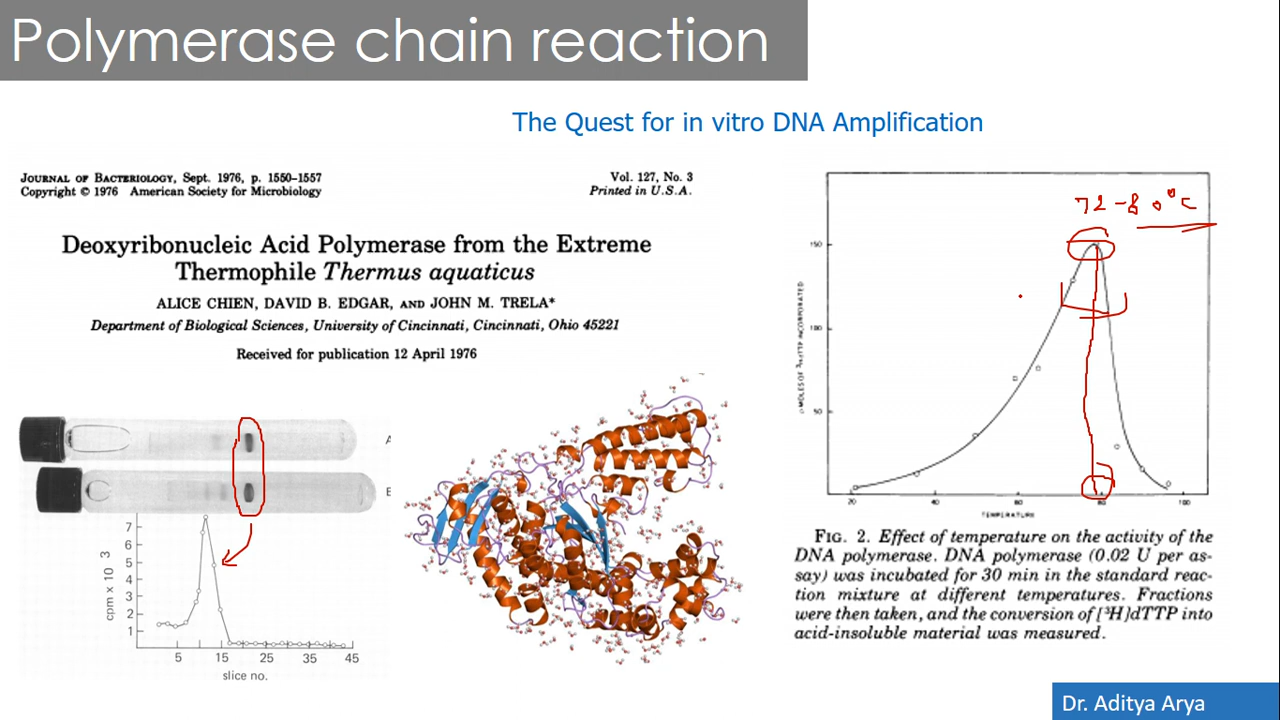 Polymerase chain reaction
The Quest for in vitro DNA Amplification
JOURNAL OF BACTERIOLOGY, Sept. 1976, p. 1550-1557
Copyright © 1976 American Society for Microbiology
Vol. 127, No. 3
Printed in U.S.A.
Deoxyribonucleic Acid Polymerase from the Extreme
Thermophile Thermus aquaticus
ALICE CHIEN, DAVID B. EDGAR, AND JOHN M. TRELA*
Department of Biological Sciences, University of Cincinnati, Cincinnati, Ohio 45221
Received for publication 12 April 1976
7
6
5
4
3
2
1
cpm x 10 3
5 15 25 35 45
slice no.
72-80°C
150
100
50
MOLES OF ³H-TTP INCORPORATED
20 40 60 80 100
TEMPERATURE
FIG. 2. Effect of temperature on the activity of the
DNA polymerase. DNA polymerase (0.02 U per as-
say) was incubated for 30 min in the standard reac-
tion mixture at different temperatures. Fractions
were then taken, and the conversion of [³H]dTTP into
acid-insoluble material was measured.
Dr. Aditya Arya